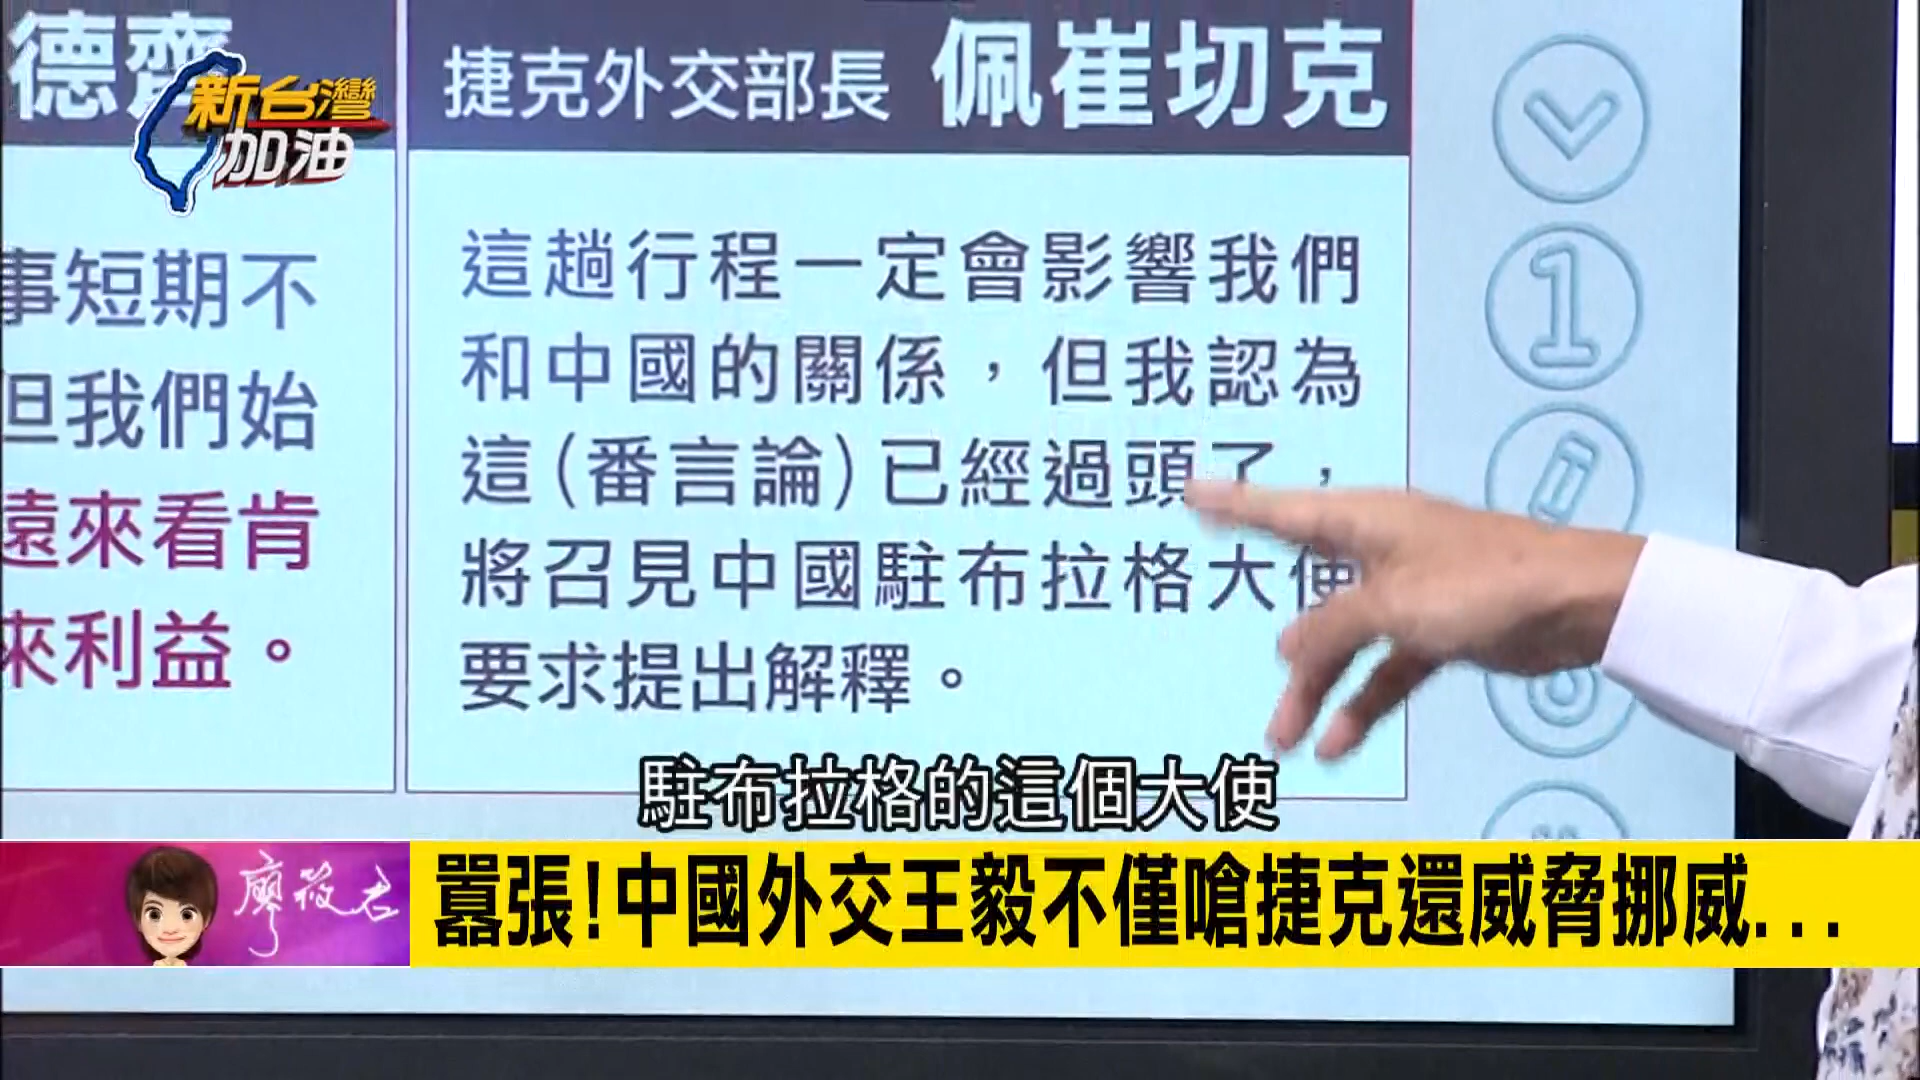 德齊
新台灣
加油
捷克外交部長 佩崔切克
事短期不
但我們始
遠來看肯
來利益。
這趟行程一定會影響我們
和中國的關係，但我認為
這(番言論)已經過頭了，
將召見中國駐布拉格大使
要求提出解釋。
駐布拉格的這個大使
廖筱君
囂張!中國外交王毅不僅嗆捷克還威脅挪威...